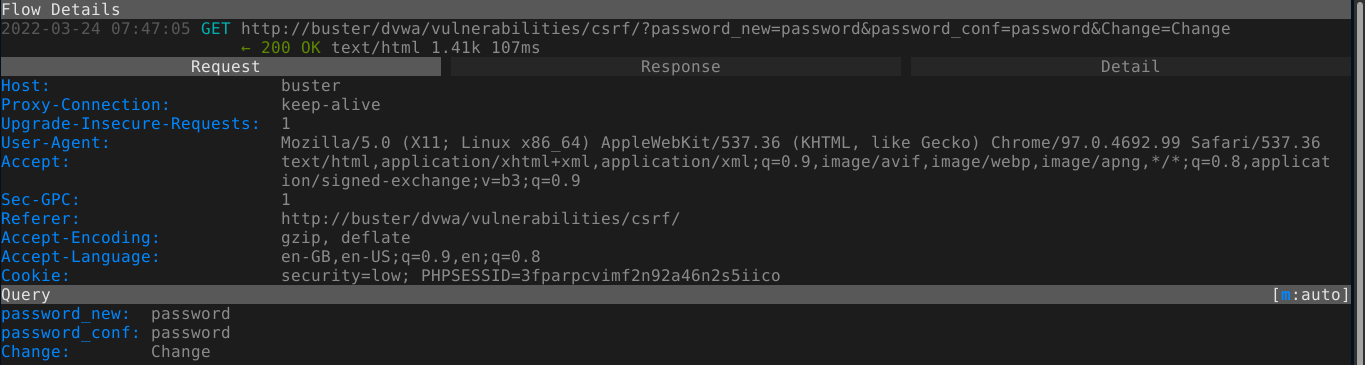 Flow Details
2022-03-24 07:47:05 GET http://buster/dvwa/vulnerabilities/csrf/?password_new=password&password_conf=password&Change=Change
← 200 OK text/html 1.41k 107ms
Request Response Detail
Host: buster
Proxy-Connection: keep-alive
Upgrade-Insecure-Requests: 1
User-Agent: Mozilla/5.0 (X11; Linux x86_64) AppleWebKit/537.36 (KHTML, like Gecko) Chrome/97.0.4692.99 Safari/537.36
Accept: text/html,application/xhtml+xml,application/xml;q=0.9,image/avif,image/webp,image/apng,*/*;q=0.8,applicat
ion/signed-exchange;v=b3;q=0.9
Sec-GPC: 1
Referer: http://buster/dvwa/vulnerabilities/csrf/
Accept-Encoding: gzip, deflate
Accept-Language: en-GB,en-US;q=0.9,en;q=0.8
Cookie: security=low; PHPSESSID=3fparpcvimf2n92a46n2s5iico
Query [m:auto]
password_new: password
password_conf: password
Change: Change